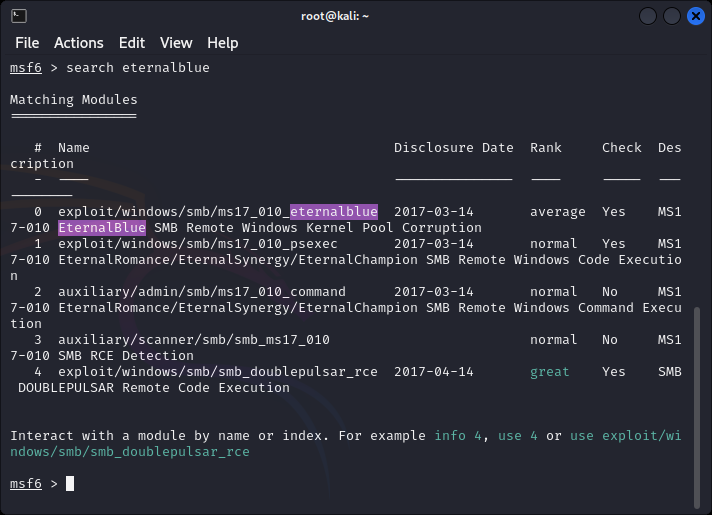 root@kali: ~
File Actions Edit View Help
msf6 > search eternalblue
Matching Modules
================
   #  Name                                      Disclosure Date  Rank     Check  Des
cription
   -  ----                                      ---------------  ----     -----  ---
--------
   0  exploit/windows/smb/ms17_010_eternalblue  2017-03-14       average  Yes    MS1
7-010 EternalBlue SMB Remote Windows Kernel Pool Corruption
   1  exploit/windows/smb/ms17_010_psexec       2017-03-14       normal   Yes    MS1
7-010 EternalRomance/EternalSynergy/EternalChampion SMB Remote Windows Code Executio
n
   2  auxiliary/admin/smb/ms17_010_command      2017-03-14       normal   No     MS1
7-010 EternalRomance/EternalSynergy/EternalChampion SMB Remote Windows Command Execu
tion
   3  auxiliary/scanner/smb/smb_ms17_010                         normal   No     MS1
7-010 SMB RCE Detection
   4  exploit/windows/smb/smb_doublepulsar_rce  2017-04-14       great    Yes    SMB
 DOUBLEPULSAR Remote Code Execution
Interact with a module by name or index. For example info 4, use 4 or use exploit/wi
ndows/smb/smb_doublepulsar_rce
msf6 >